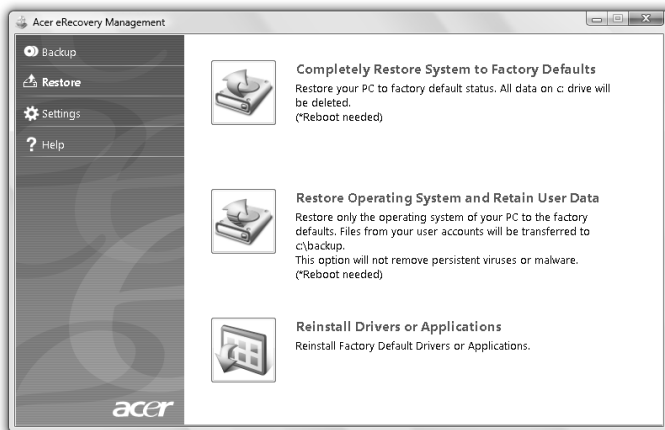 Acer eRecovery Management
Backup
Restore
Settings
Help
Completely Restore System to Factory Defaults
Restore your PC to factory default status. All data on c: drive will
be deleted.
(*Reboot needed)
Restore Operating System and Retain User Data
Restore only the operating system of your PC to the factory
defaults. Files from your user accounts will be transferred to
c:\backup.
This option will not remove persistent viruses or malware.
(*Reboot needed)
Reinstall Drivers or Applications
Reinstall Factory Default Drivers or Applications.
acer